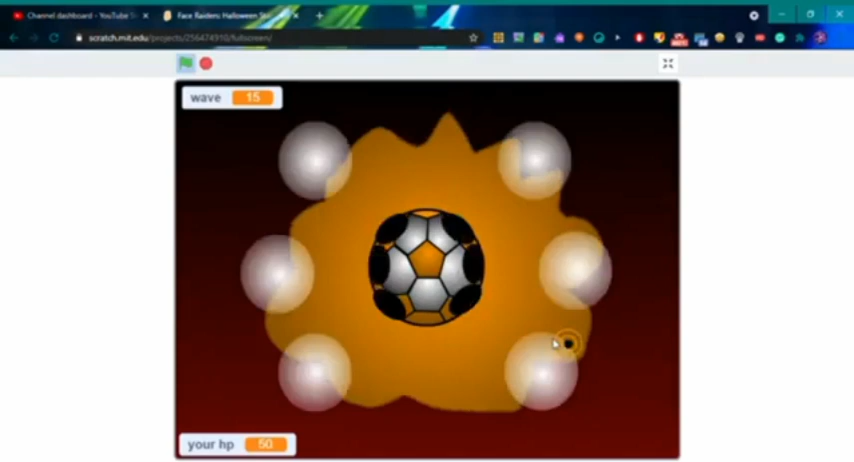 Channel dashboard - YouTube S
Face Raiders: Halloween S
scratch.mit.edu/projects/256474910/fullscreen/
wave 15
your hp 50